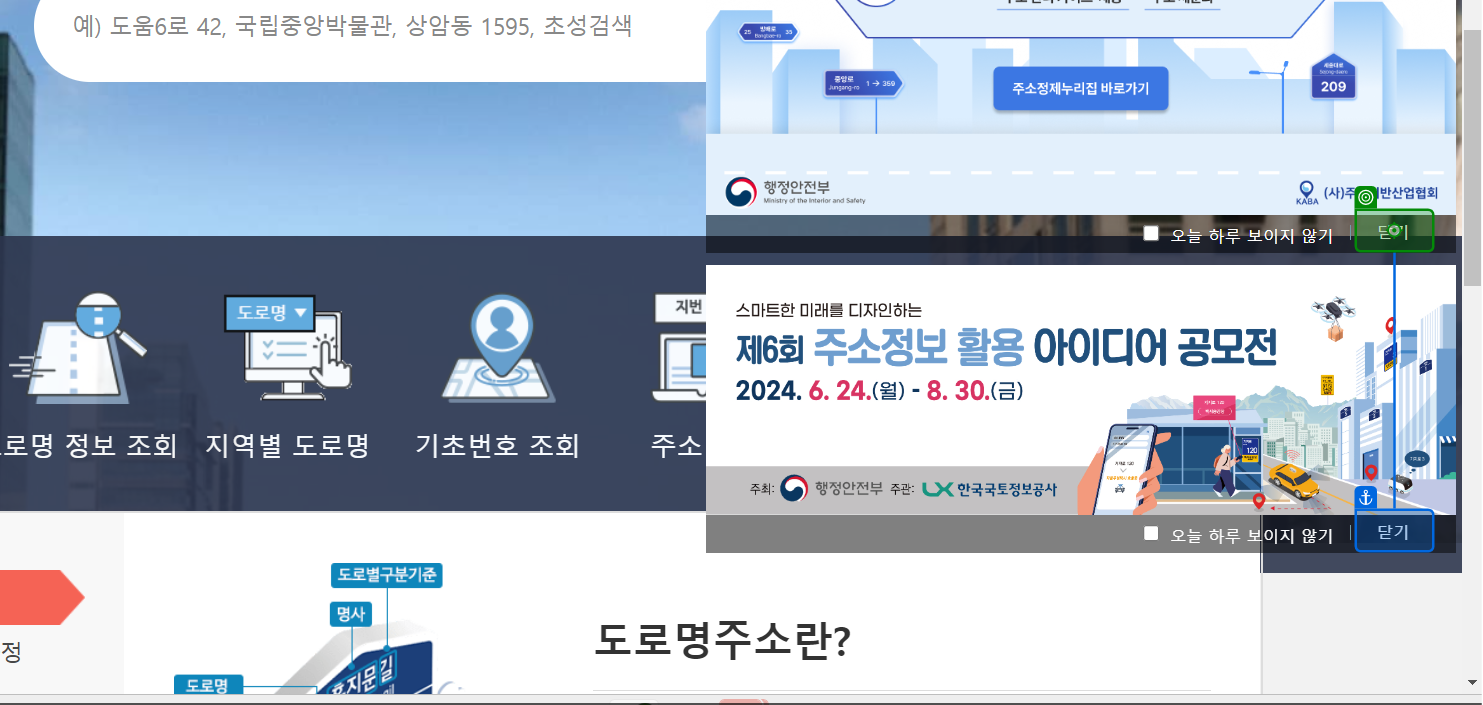 예) 도움6로 42, 국립중앙박물관, 상암동 1595, 초성검색
25 방배로 35
Bangbae-ro
중앙로
Jungang-ro
1 → 359
주소정제누리집 바로가기
세종대로
Sejong-daero
209
행정안전부
Ministry of the Interior and Safety
KABA
(사)주
반산업협회
오늘 하루 보이지 않기
스마트한 미래를 디자인하는
제6회 주소정보 활용 아이디어 공모전
2024. 6. 24.(월) - 8. 30.(금)
주최: 행정안전부 주관: LX 한국국토정보공사
120
오늘 하루 보이지 않기
닫기
도로명
지번
로명 정보 조회
지역별 도로명
기초번호 조회
주소
정
도로별구분기준
명사
도로명
홍지문길
도로명주소란?